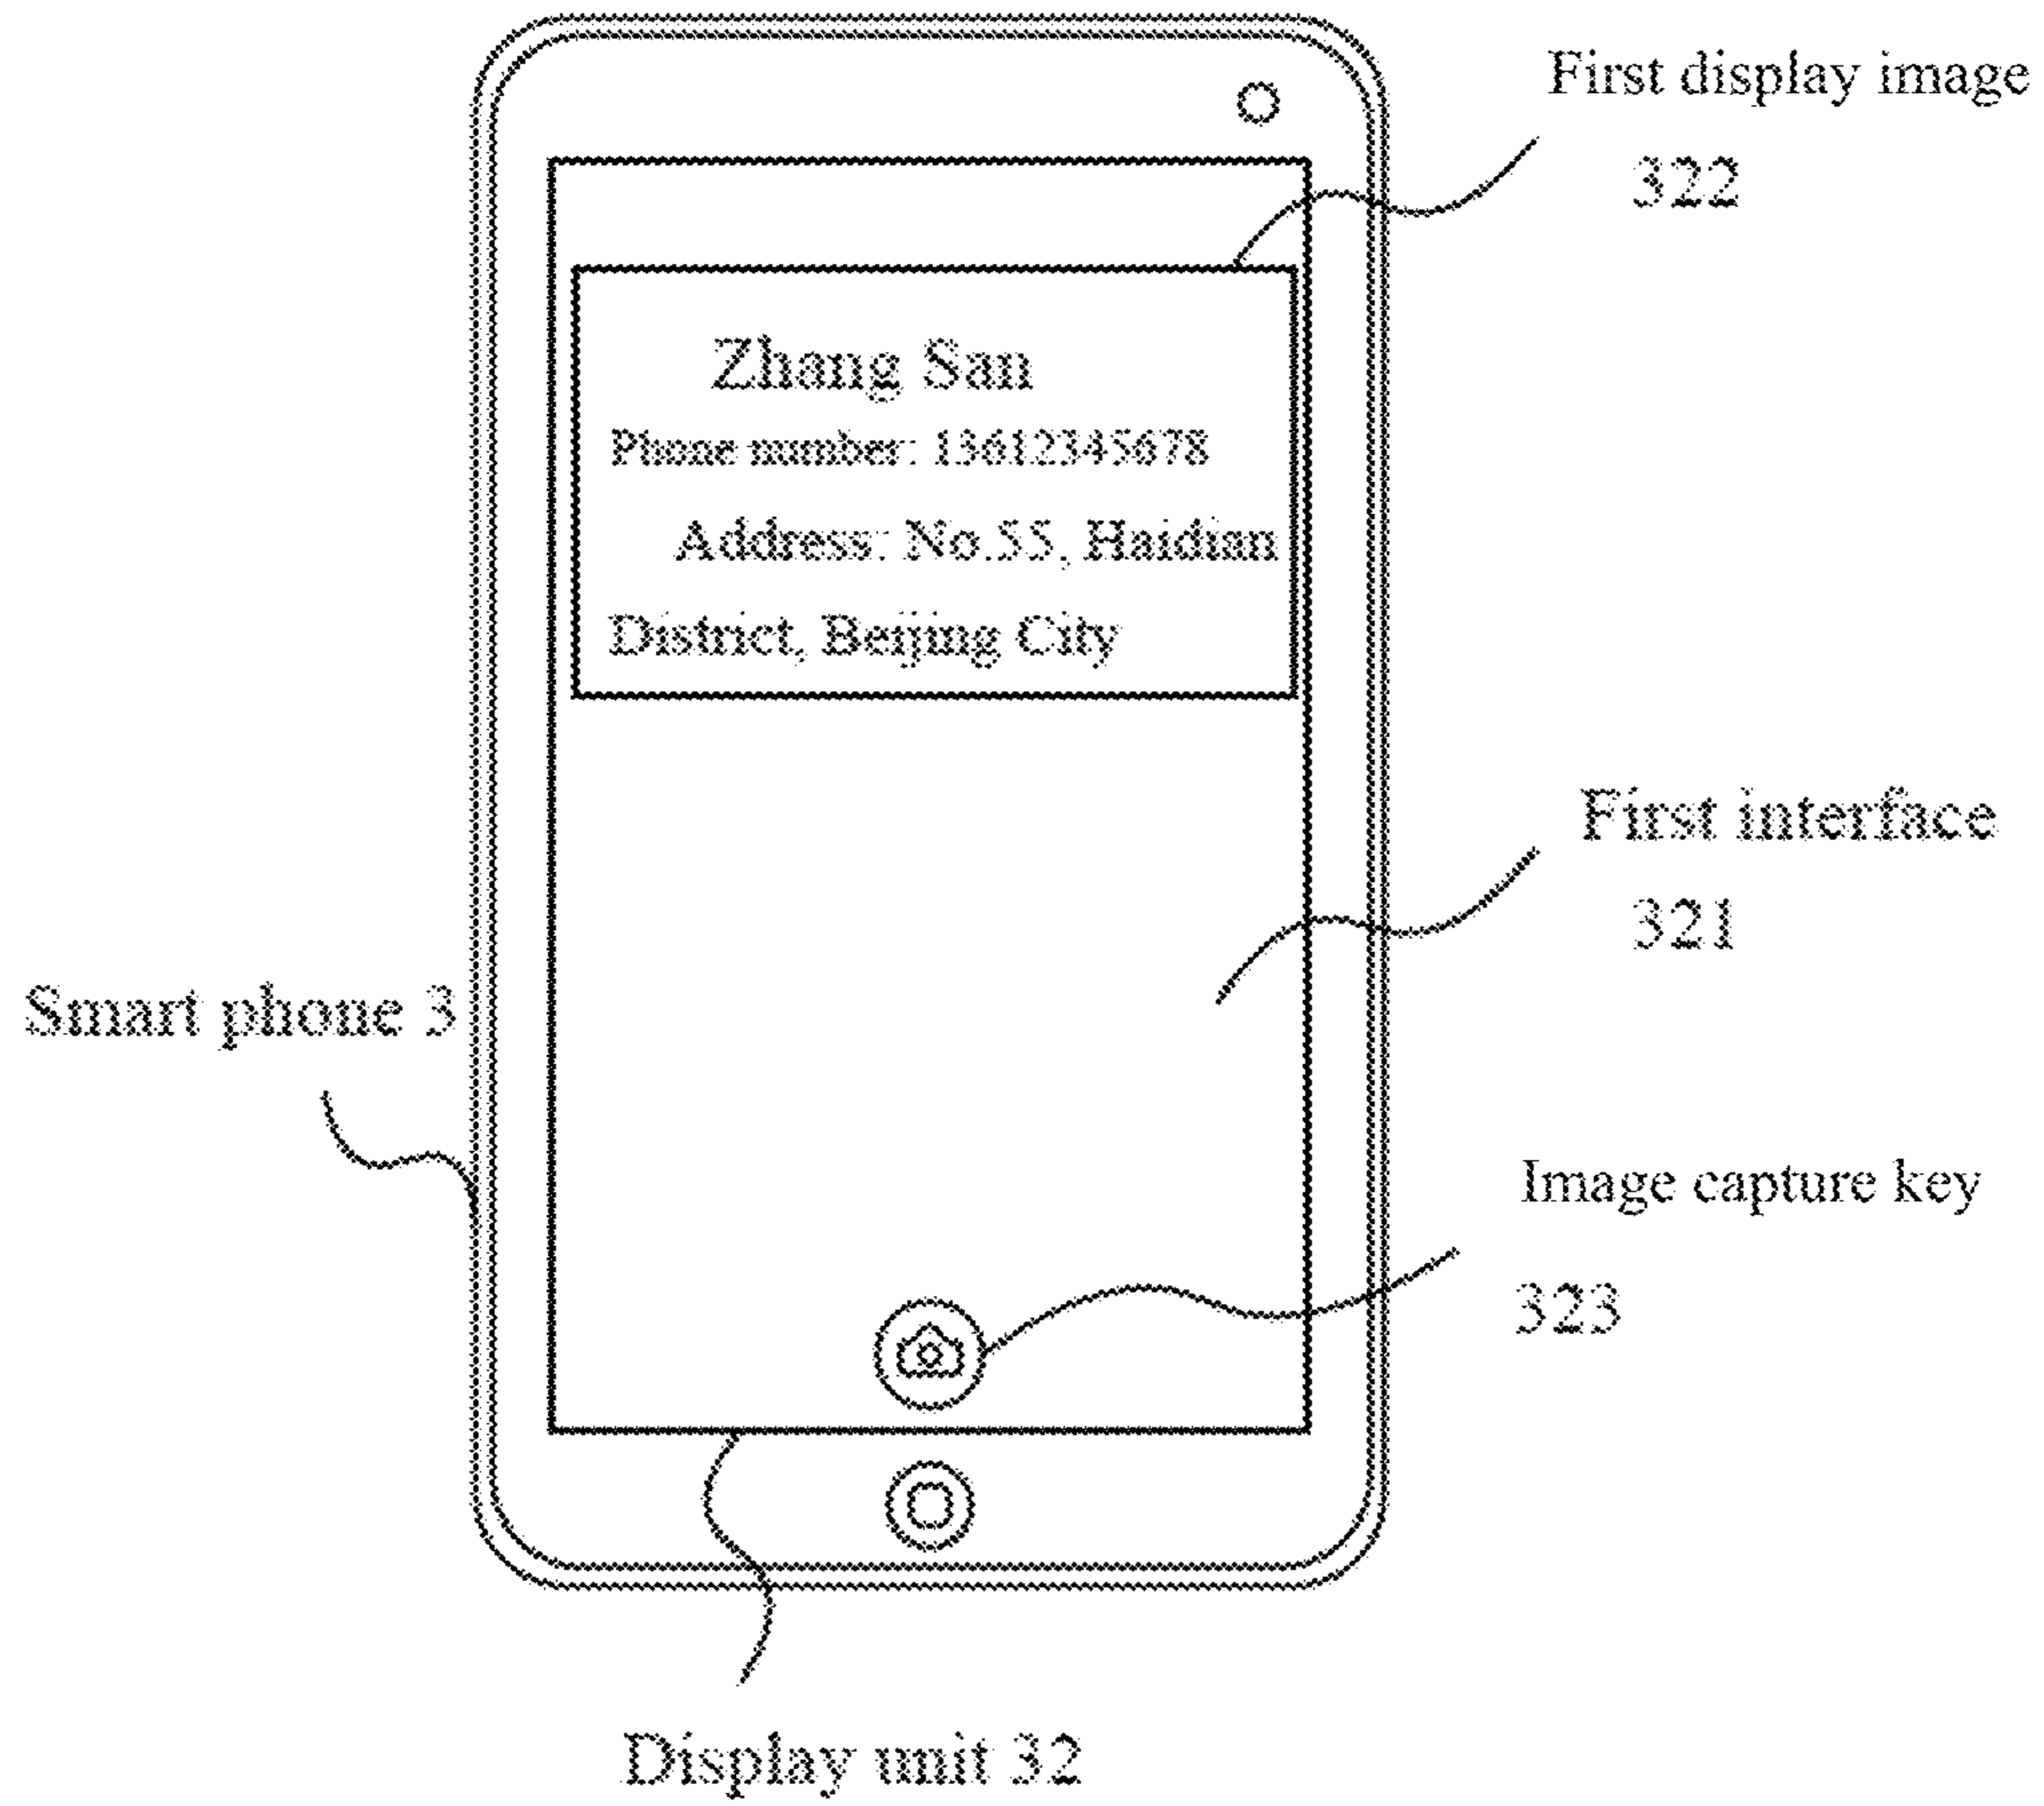 First display image
322
Zhang San
Phone number: 13612345678
Address: No.55, Haidian
District, Beijing City
First interface
321
Smart phone 3
Image capture key
323
Display unit 32